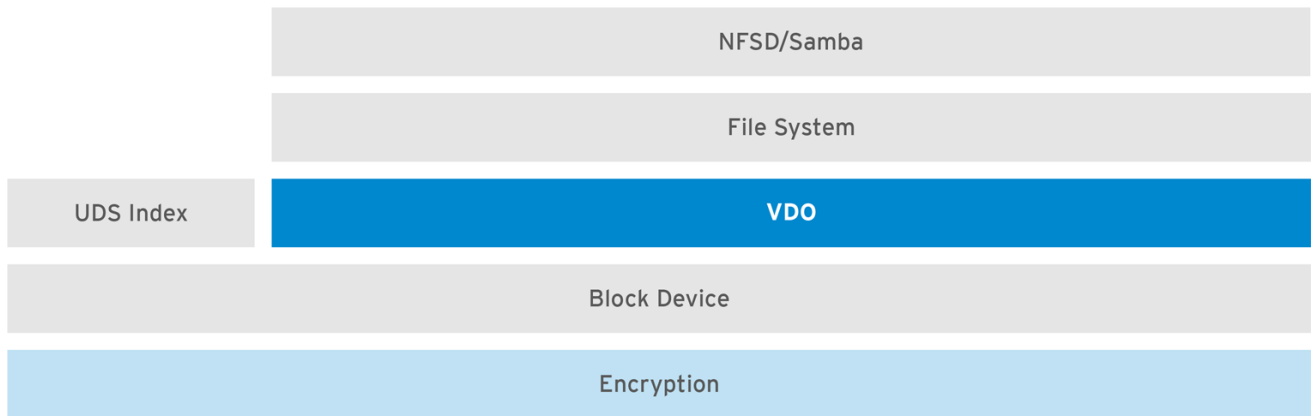 NFSD/Samba
File System
UDS Index
VDO
Block Device
Encryption